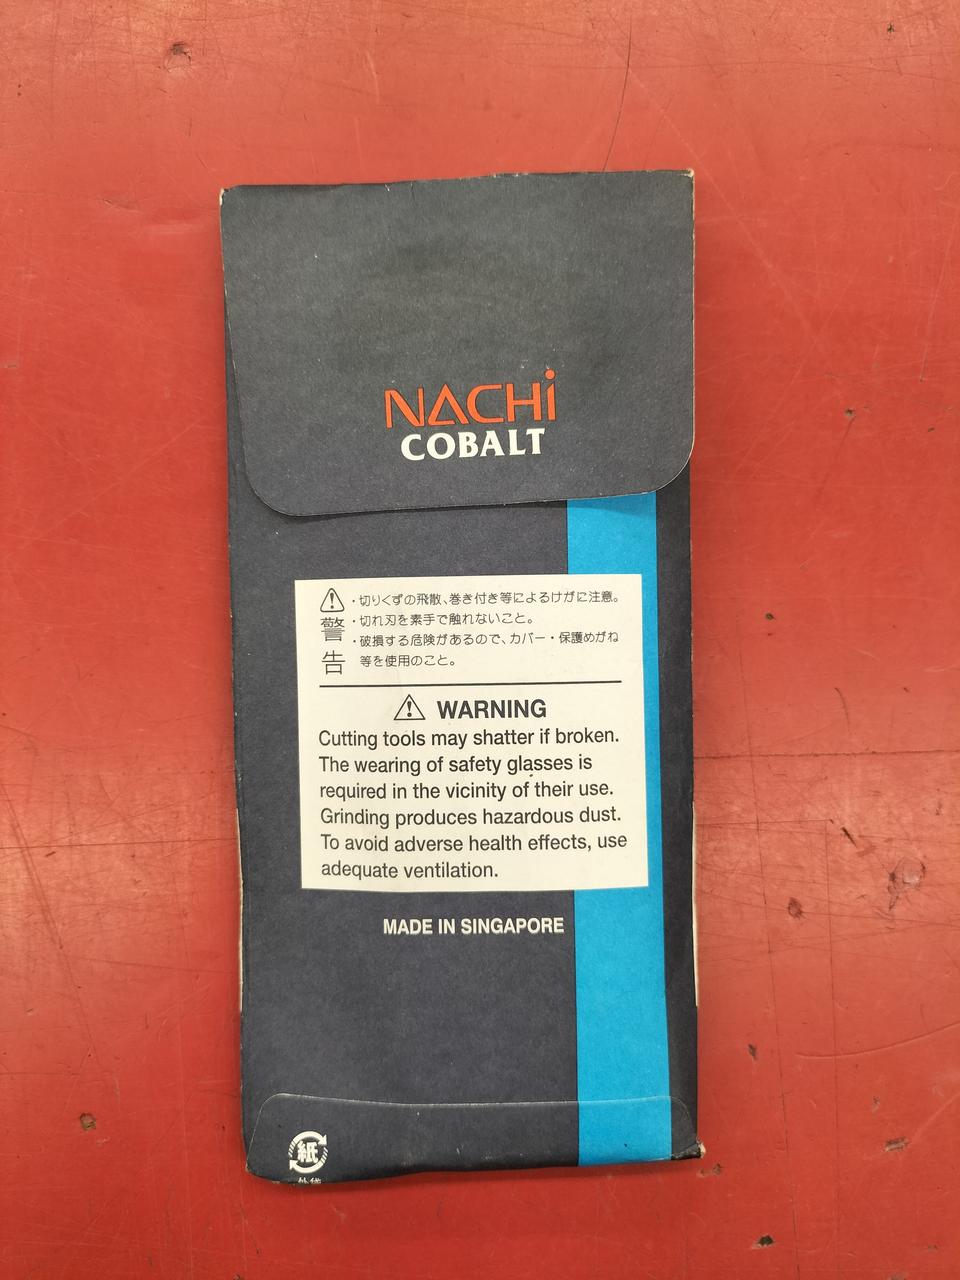 NACHi
COBALT
・切りくずの飛散、巻き付き等によるけがに注意。
警告
・切れ刃を素手で触れないこと。
・破損する危険があるので、カバー・保護めがね
等を使用のこと。
WARNING
Cutting tools may shatter if broken.
The wearing of safety glasses is
required in the vicinity of their use.
Grinding produces hazardous dust.
To avoid adverse health effects, use
adequate ventilation.
MADE IN SINGAPORE
紙